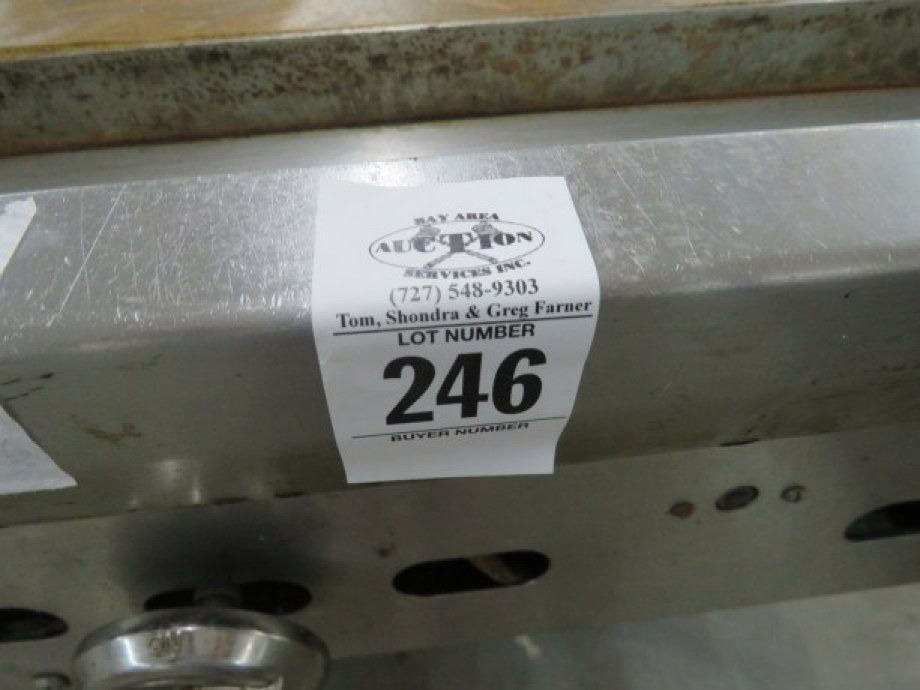 BAY AREA
AUCTION
SERVICES INC.
(727) 548-9303
Tom, Shondra & Greg Farner
LOT NUMBER
246
BUYER NUMBER